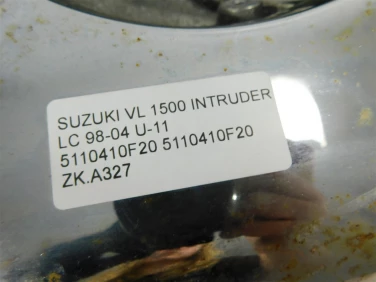 SUZUKI VL 1500 INTRUDER
LC 98-04 U-11
5110410F20 5110410F20
ZK.A327